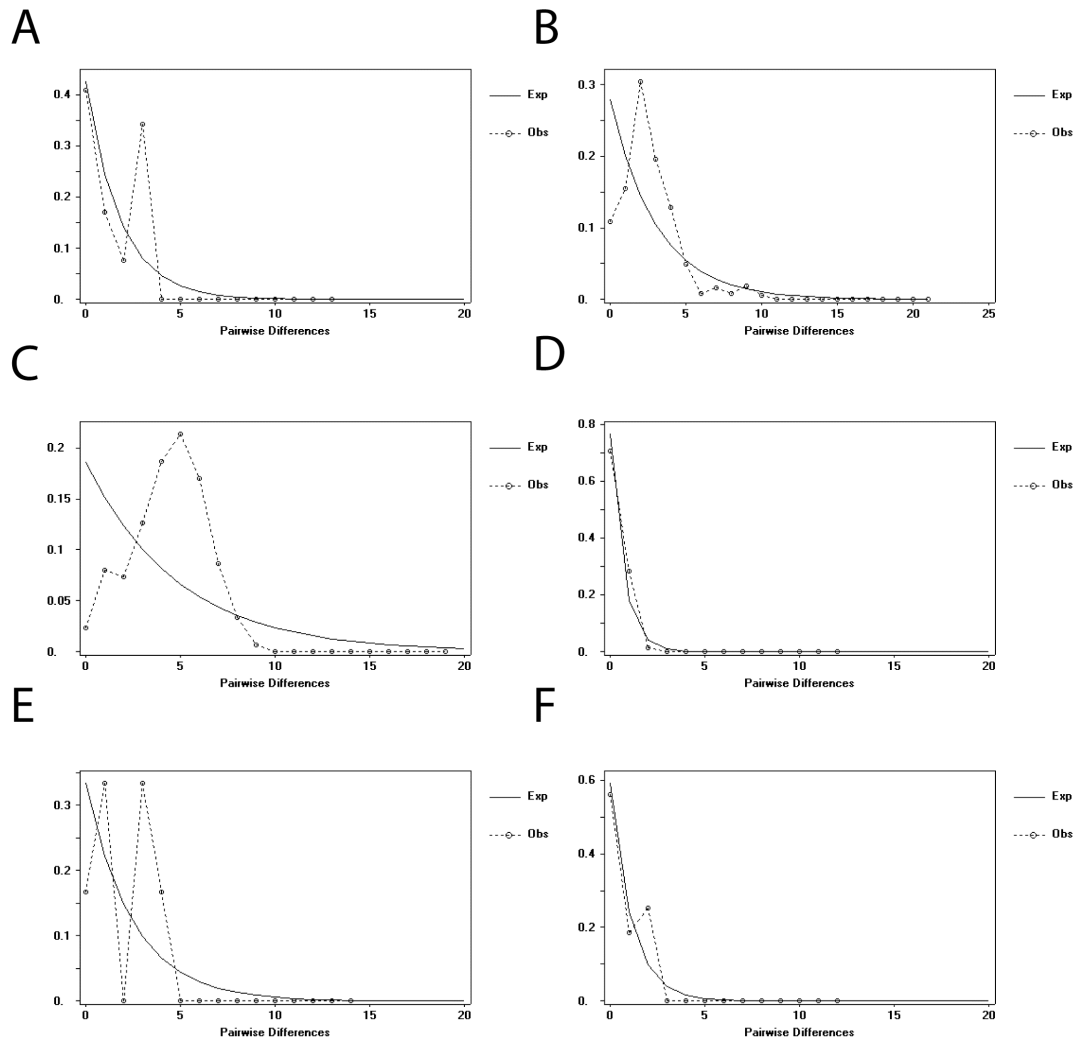 A
0.4
0.3
0.2
0.1
0.
0 5 10 15 20
Pairwise Differences
Exp
Obs
B
0.3
0.2
0.1
0.
0 5 10 15 20 25
Pairwise Differences
Exp
Obs
C
0.2
0.15
0.1
0.05
0.
0 5 10 15 20
Pairwise Differences
Exp
Obs
D
0.8
0.6
0.4
0.2
0.
0 5 10 15 20
Pairwise Differences
Exp
Obs
E
0.3
0.2
0.1
0.
0 5 10 15 20
Pairwise Differences
Exp
Obs
F
0.6
0.4
0.2
0.
0 5 10 15 20
Pairwise Differences
Exp
Obs